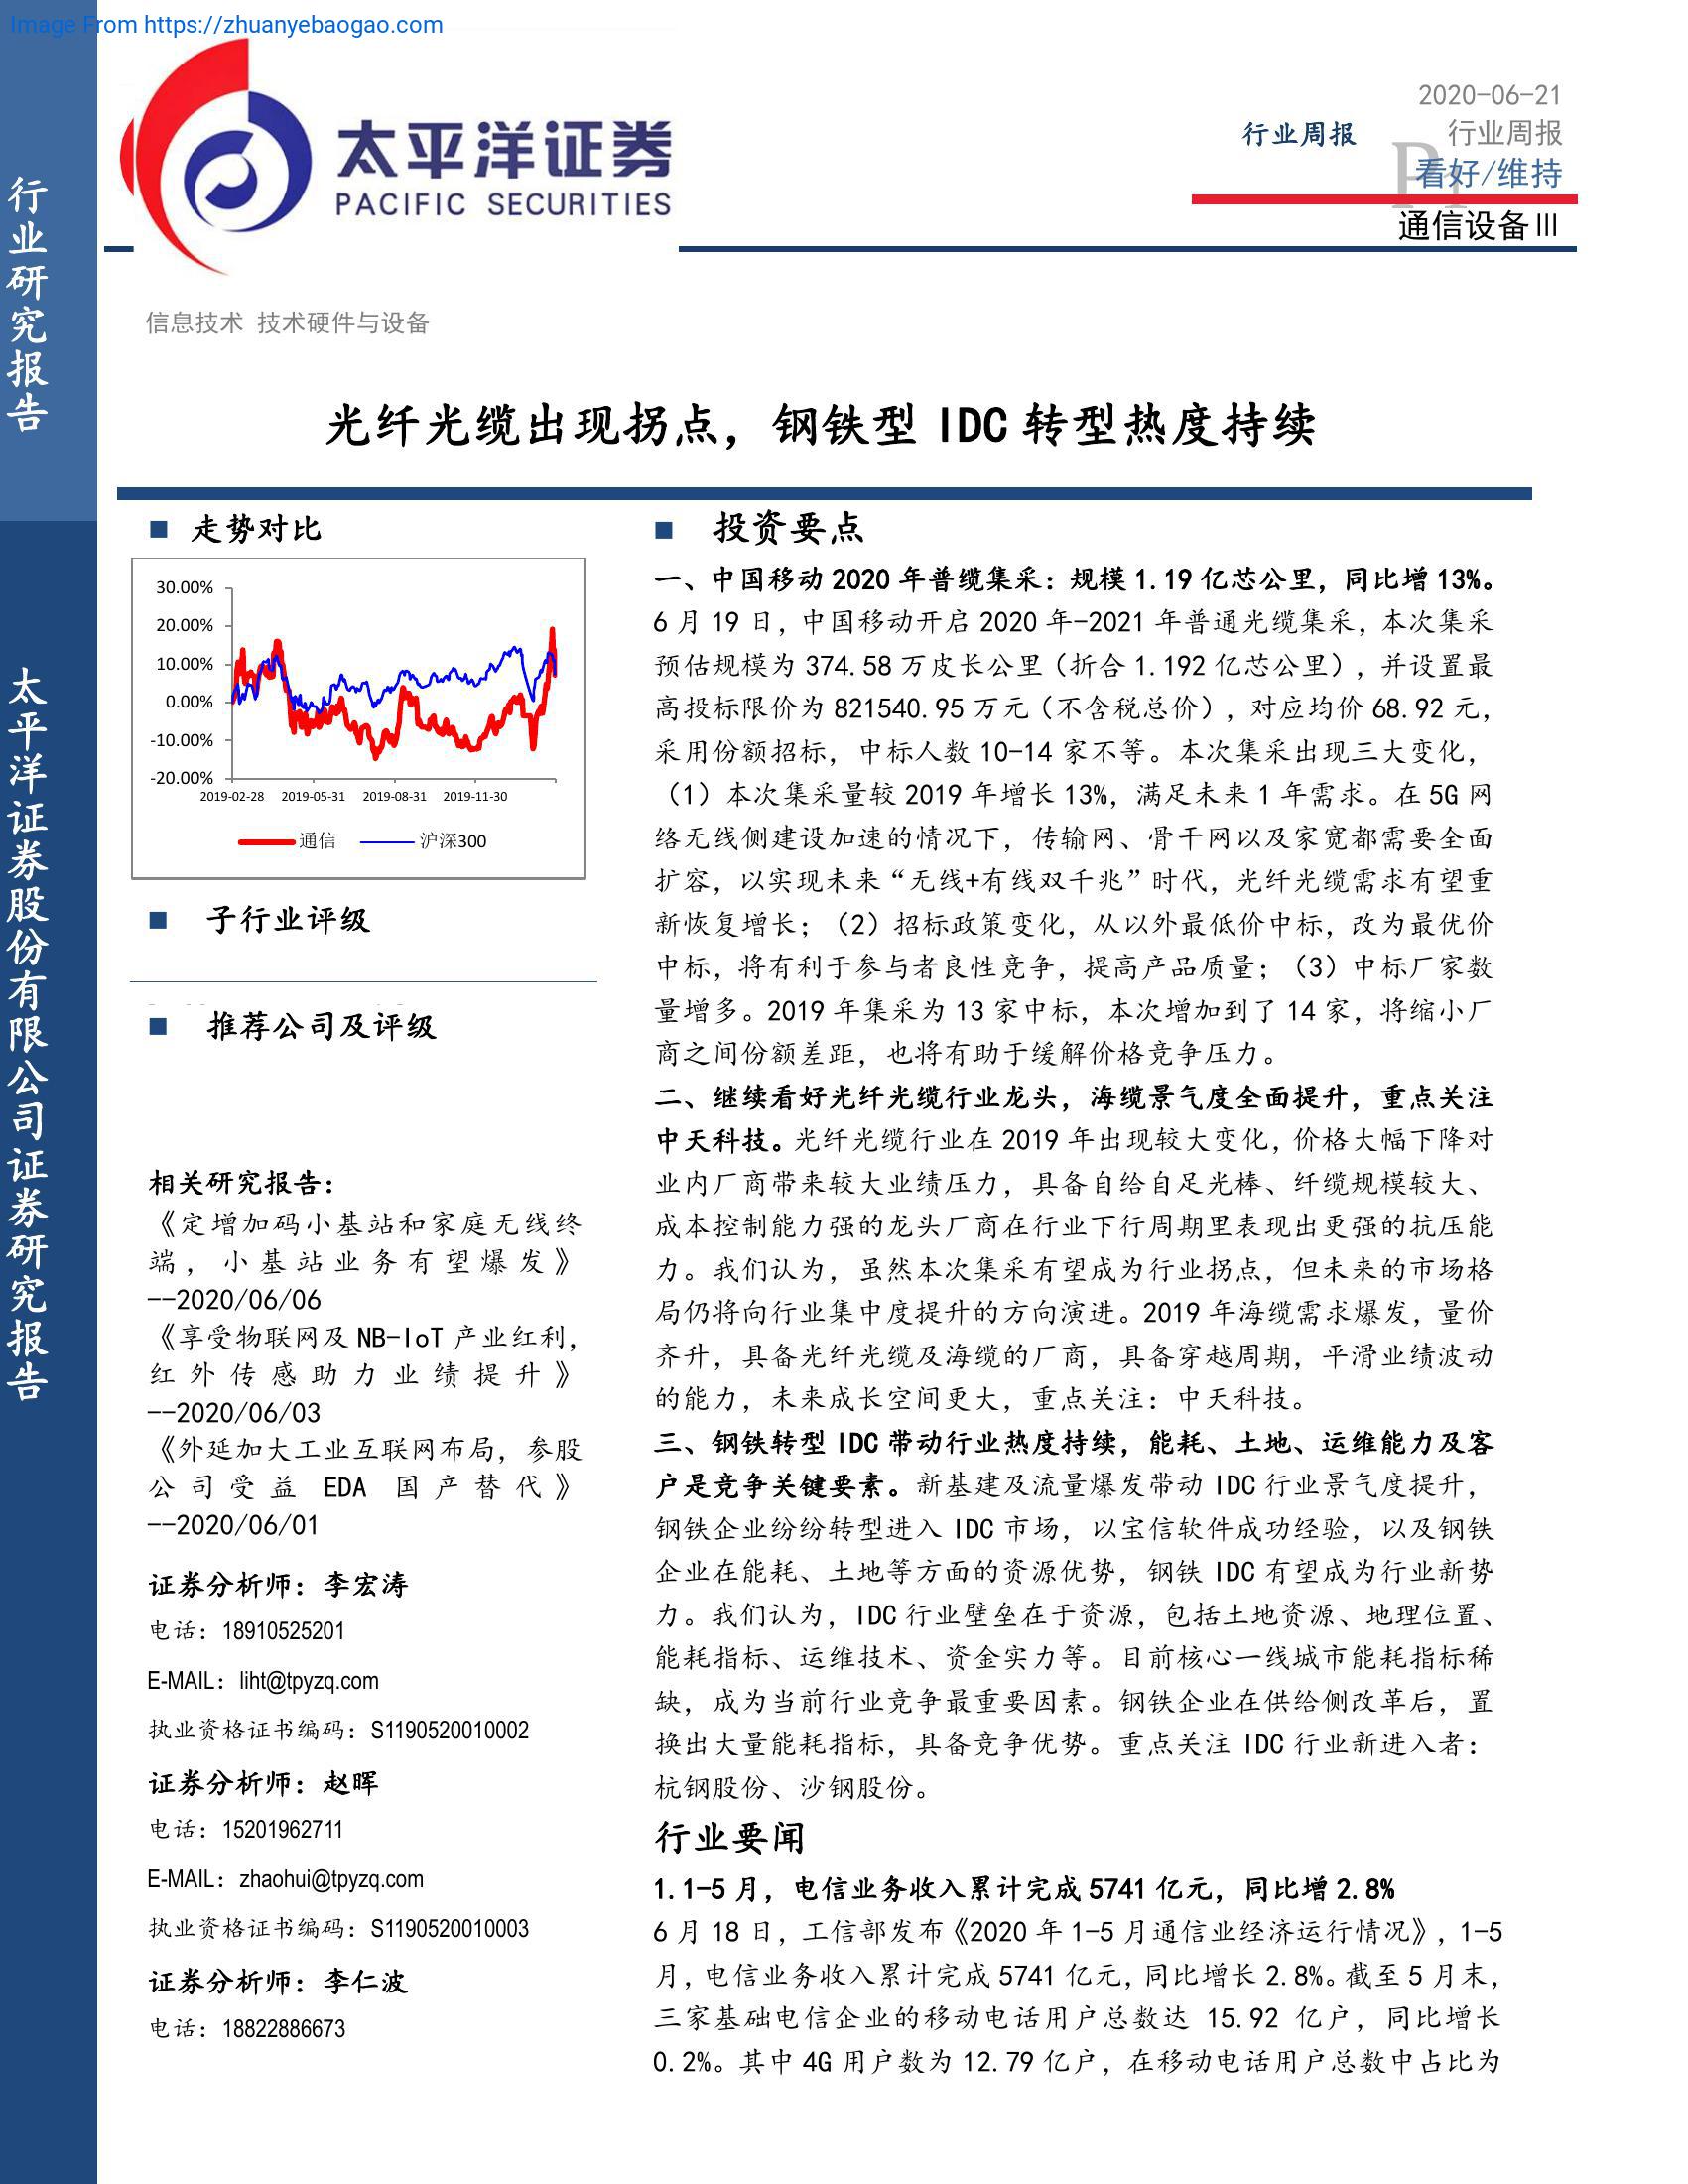 Image From https://zhuanyebaogao.com
行业研究报告
太平洋证券股份有限公司证券研究报告
太平洋证券
PACIFIC SECURITIES
2020-06-21
行业周报
行业周报
看好/维持
通信设备Ⅲ
信息技术 技术硬件与设备
光纤光缆出现拐点，钢铁型 IDC 转型热度持续
走势对比
30.00%
20.00%
10.00%
0.00%
-10.00%
-20.00%
2019-02-28 2019-05-31 2019-08-31 2019-11-30
通信 沪深300
子行业评级
推荐公司及评级
相关研究报告：
《定增加码小基站和家庭无线终
端，小基站业务有望爆发》
--2020/06/06
《享受物联网及 NB-IoT 产业红利，
红外传感助力业绩提升》
--2020/06/03
《外延加大工业互联网布局，参股
公司受益 EDA 国产替代》
--2020/06/01
证券分析师：李宏涛
电话：18910525201
E-MAIL：liht@tpyzq.com
执业资格证书编码：S1190520010002
证券分析师：赵晖
电话：15201962711
E-MAIL：zhaohui@tpyzq.com
执业资格证书编码：S1190520010003
证券分析师：李仁波
电话：18822886673
投资要点
一、中国移动 2020 年普缆集采：规模 1.19 亿芯公里，同比增 13%。
6 月 19 日，中国移动开启 2020 年-2021 年普通光缆集采，本次集采
预估规模为 374.58 万皮长公里（折合 1.192 亿芯公里），并设置最
高投标限价为 821540.95 万元（不含税总价），对应均价 68.92 元，
采用份额招标，中标人数 10-14 家不等。本次集采出现三大变化，
（1）本次集采量较 2019 年增长 13%，满足未来 1 年需求。在 5G 网
络无线侧建设加速的情况下，传输网、骨干网以及家宽都需要全面
扩容，以实现未来“无线+有线双千兆”时代，光纤光缆需求有望重
新恢复增长；（2）招标政策变化，从以外最低价中标，改为最优价
中标，将有利于参与者良性竞争，提高产品质量；（3）中标厂家数
量增多。2019 年集采为 13 家中标，本次增加到了 14 家，将缩小厂
商之间份额差距，也将有助于缓解价格竞争压力。
二、继续看好光纤光缆行业龙头，海缆景气度全面提升，重点关注
中天科技。光纤光缆行业在 2019 年出现较大变化，价格大幅下降对
业内厂商带来较大业绩压力，具备自给自足光棒、纤缆规模较大、
成本控制能力强的龙头厂商在行业下行周期里表现出更强的抗压能
力。我们认为，虽然本次集采有望成为行业拐点，但未来的市场格
局仍将向行业集中度提升的方向演进。2019 年海缆需求爆发，量价
齐升，具备光纤光缆及海缆的厂商，具备穿越周期，平滑业绩波动
的能力，未来成长空间更大，重点关注：中天科技。
三、钢铁转型 IDC 带动行业热度持续，能耗、土地、运维能力及客
户是竞争关键要素。新基建及流量爆发带动 IDC 行业景气度提升，
钢铁企业纷纷转型进入 IDC 市场，以宝信软件成功经验，以及钢铁
企业在能耗、土地等方面的资源优势，钢铁 IDC 有望成为行业新势
力。我们认为，IDC 行业壁垒在于资源，包括土地资源、地理位置、
能耗指标、运维技术、资金实力等。目前核心一线城市能耗指标稀
缺，成为当前行业竞争最重要因素。钢铁企业在供给侧改革后，置
换出大量能耗指标，具备竞争优势。重点关注 IDC 行业新进入者：
杭钢股份、沙钢股份。
行业要闻
1.1-5 月，电信业务收入累计完成 5741 亿元，同比增 2.8%
6 月 18 日，工信部发布《2020 年 1-5 月通信业经济运行情况》，1-5
月，电信业务收入累计完成 5741 亿元，同比增长 2.8%。截至 5 月末，
三家基础电信企业的移动电话用户总数达 15.92 亿户，同比增长
0.2%。其中 4G 用户数为 12.79 亿户，在移动电话用户总数中占比为